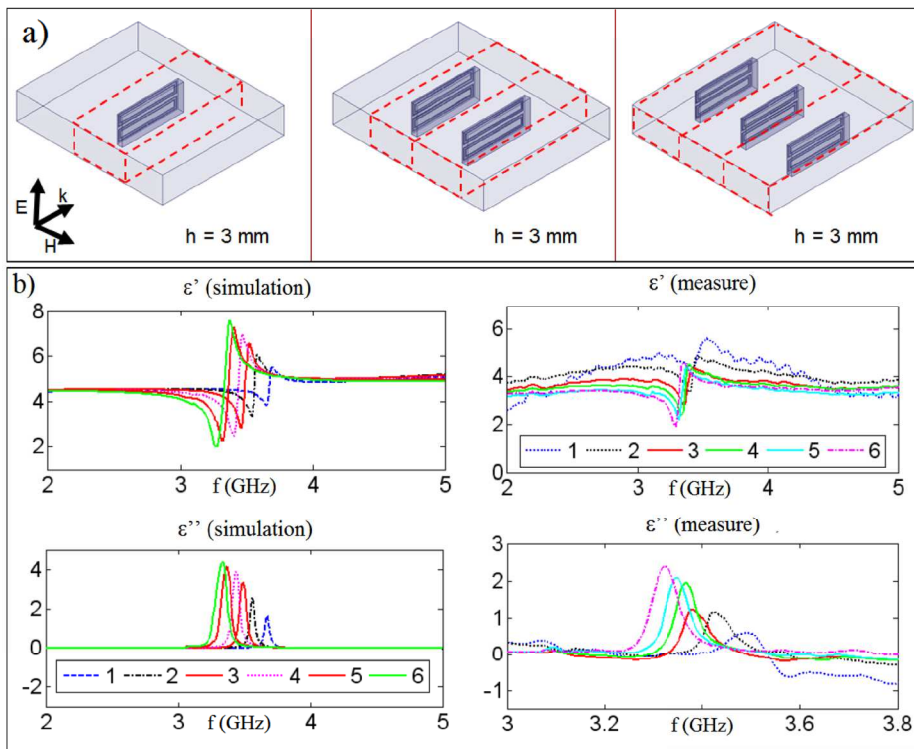 a)
E
k
H
h = 3 mm
h = 3 mm
h = 3 mm
b)
ε' (simulation)
8
6
4
2
2
3
f (GHz)
4
5
ε' (measure)
6
4
2
0
1 2 3 4 5 6
2
3
f (GHz)
4
5
ε'' (simulation)
4
2
0
-2
1 2 3 4 5 6
2
3
f (GHz)
4
5
ε'' (measure)
3
2
1
0
-1
3
3.2
f (GHz)
3.4
3.6
3.8